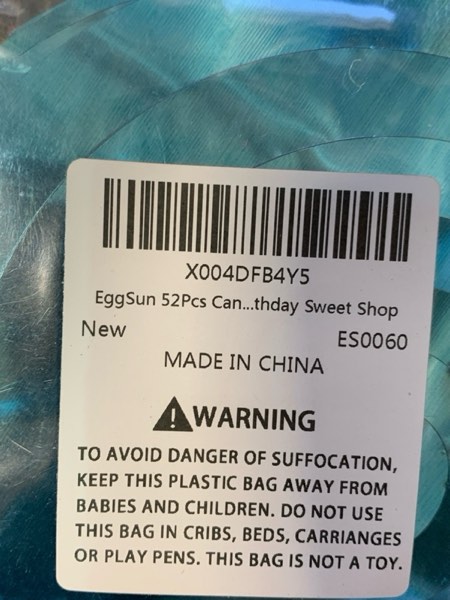 X004DFB4Y5
EggSun 52Pcs Can...thday Sweet Shop
New
ES0060
MADE IN CHINA
WARNING
TO AVOID DANGER OF SUFFOCATION,
KEEP THIS PLASTIC BAG AWAY FROM
BABIES AND CHILDREN. DO NOT USE
THIS BAG IN CRIBS, BEDS, CARRIANGES
OR PLAY PENS. THIS BAG IS NOT A TOY.